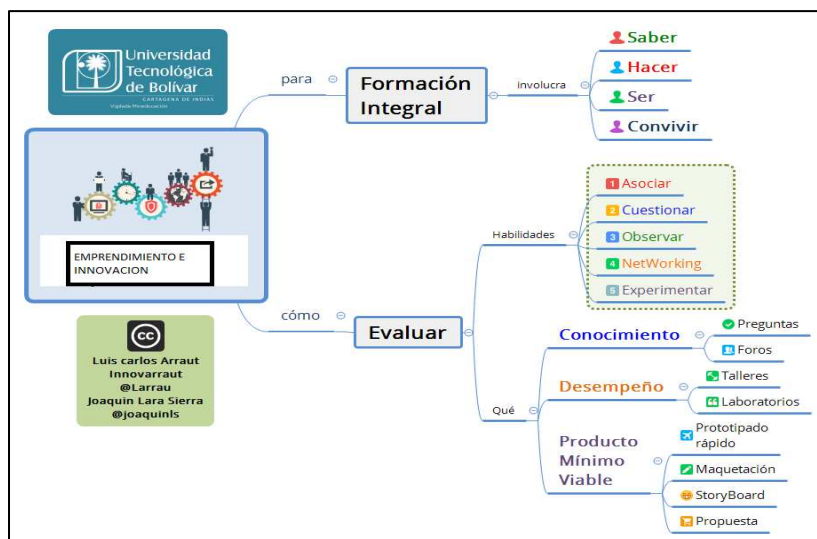 Universidad
Tecnológica
de Bolívar
CARTAGENA DE INDIAS
Vigilada Mineducación
EMPRENDIMIENTO E
INNOVACION
Luis carlos Arraut
Innovarraut
@Larrau
Joaquin Lara Sierra
@joaquinls
para
Formación
Integral
involucra
Saber
Hacer
Ser
Convivir
cómo
Evaluar
Habilidades
1 Asociar
2 Cuestionar
3 Observar
4 NetWorking
5 Experimentar
Qué
Conocimiento
Preguntas
Foros
Desempeño
Talleres
Laboratorios
Producto
Mínimo
Viable
Prototipado
rápido
Maquetación
StoryBoard
Propuesta